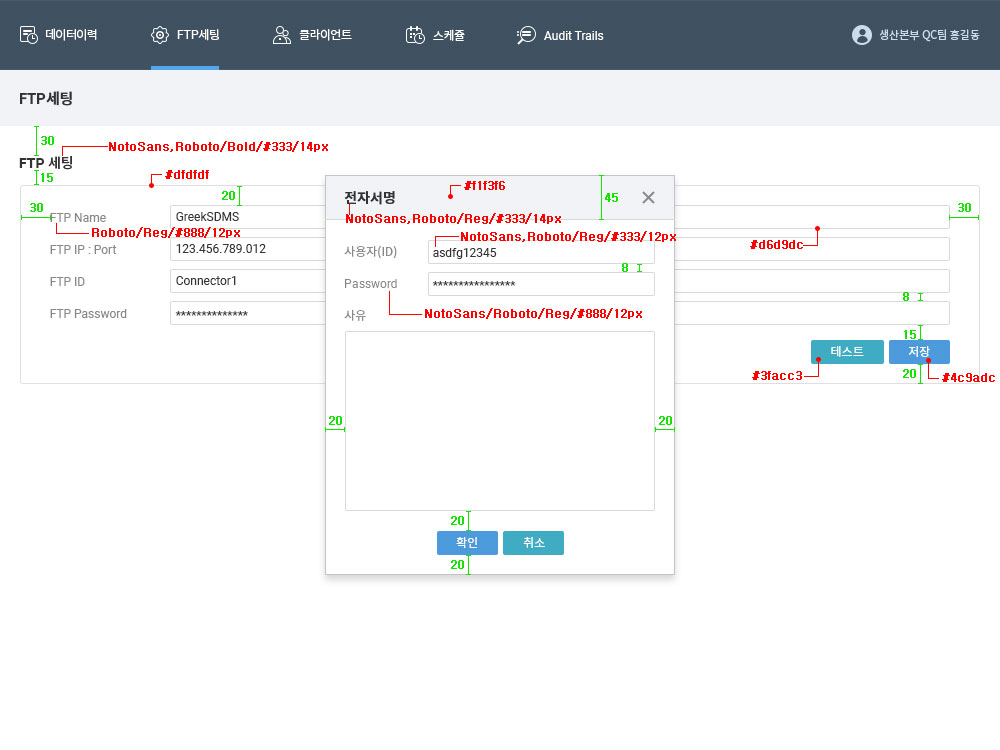 데이터이력
FTP세팅
클라이언트
스케쥴
Audit Trails
생산본부 QC팀 홍길동
FTP세팅
30
NotoSans,Roboto/Bold/#333/14px
FTP 세팅
15
#dfdfdf
20
30
FTP Name
GreekSDMS
Roboto/Reg/#888/12px
FTP IP : Port
123.456.789.012
FTP ID
Connector1
FTP Password
**************
전자서명
#f1f3f6
45
NotoSans,Roboto/Reg/#333/14px
NotoSans,Roboto/Reg/#333/12px
사용자(ID)
asdfg12345
8
Password
****************
NotoSans/Roboto/Reg/#888/12px
사유
20
20
20
확인
취소
20
30
#d6d9dc
8
15
테스트
저장
#3facc3
20
#4c9adc